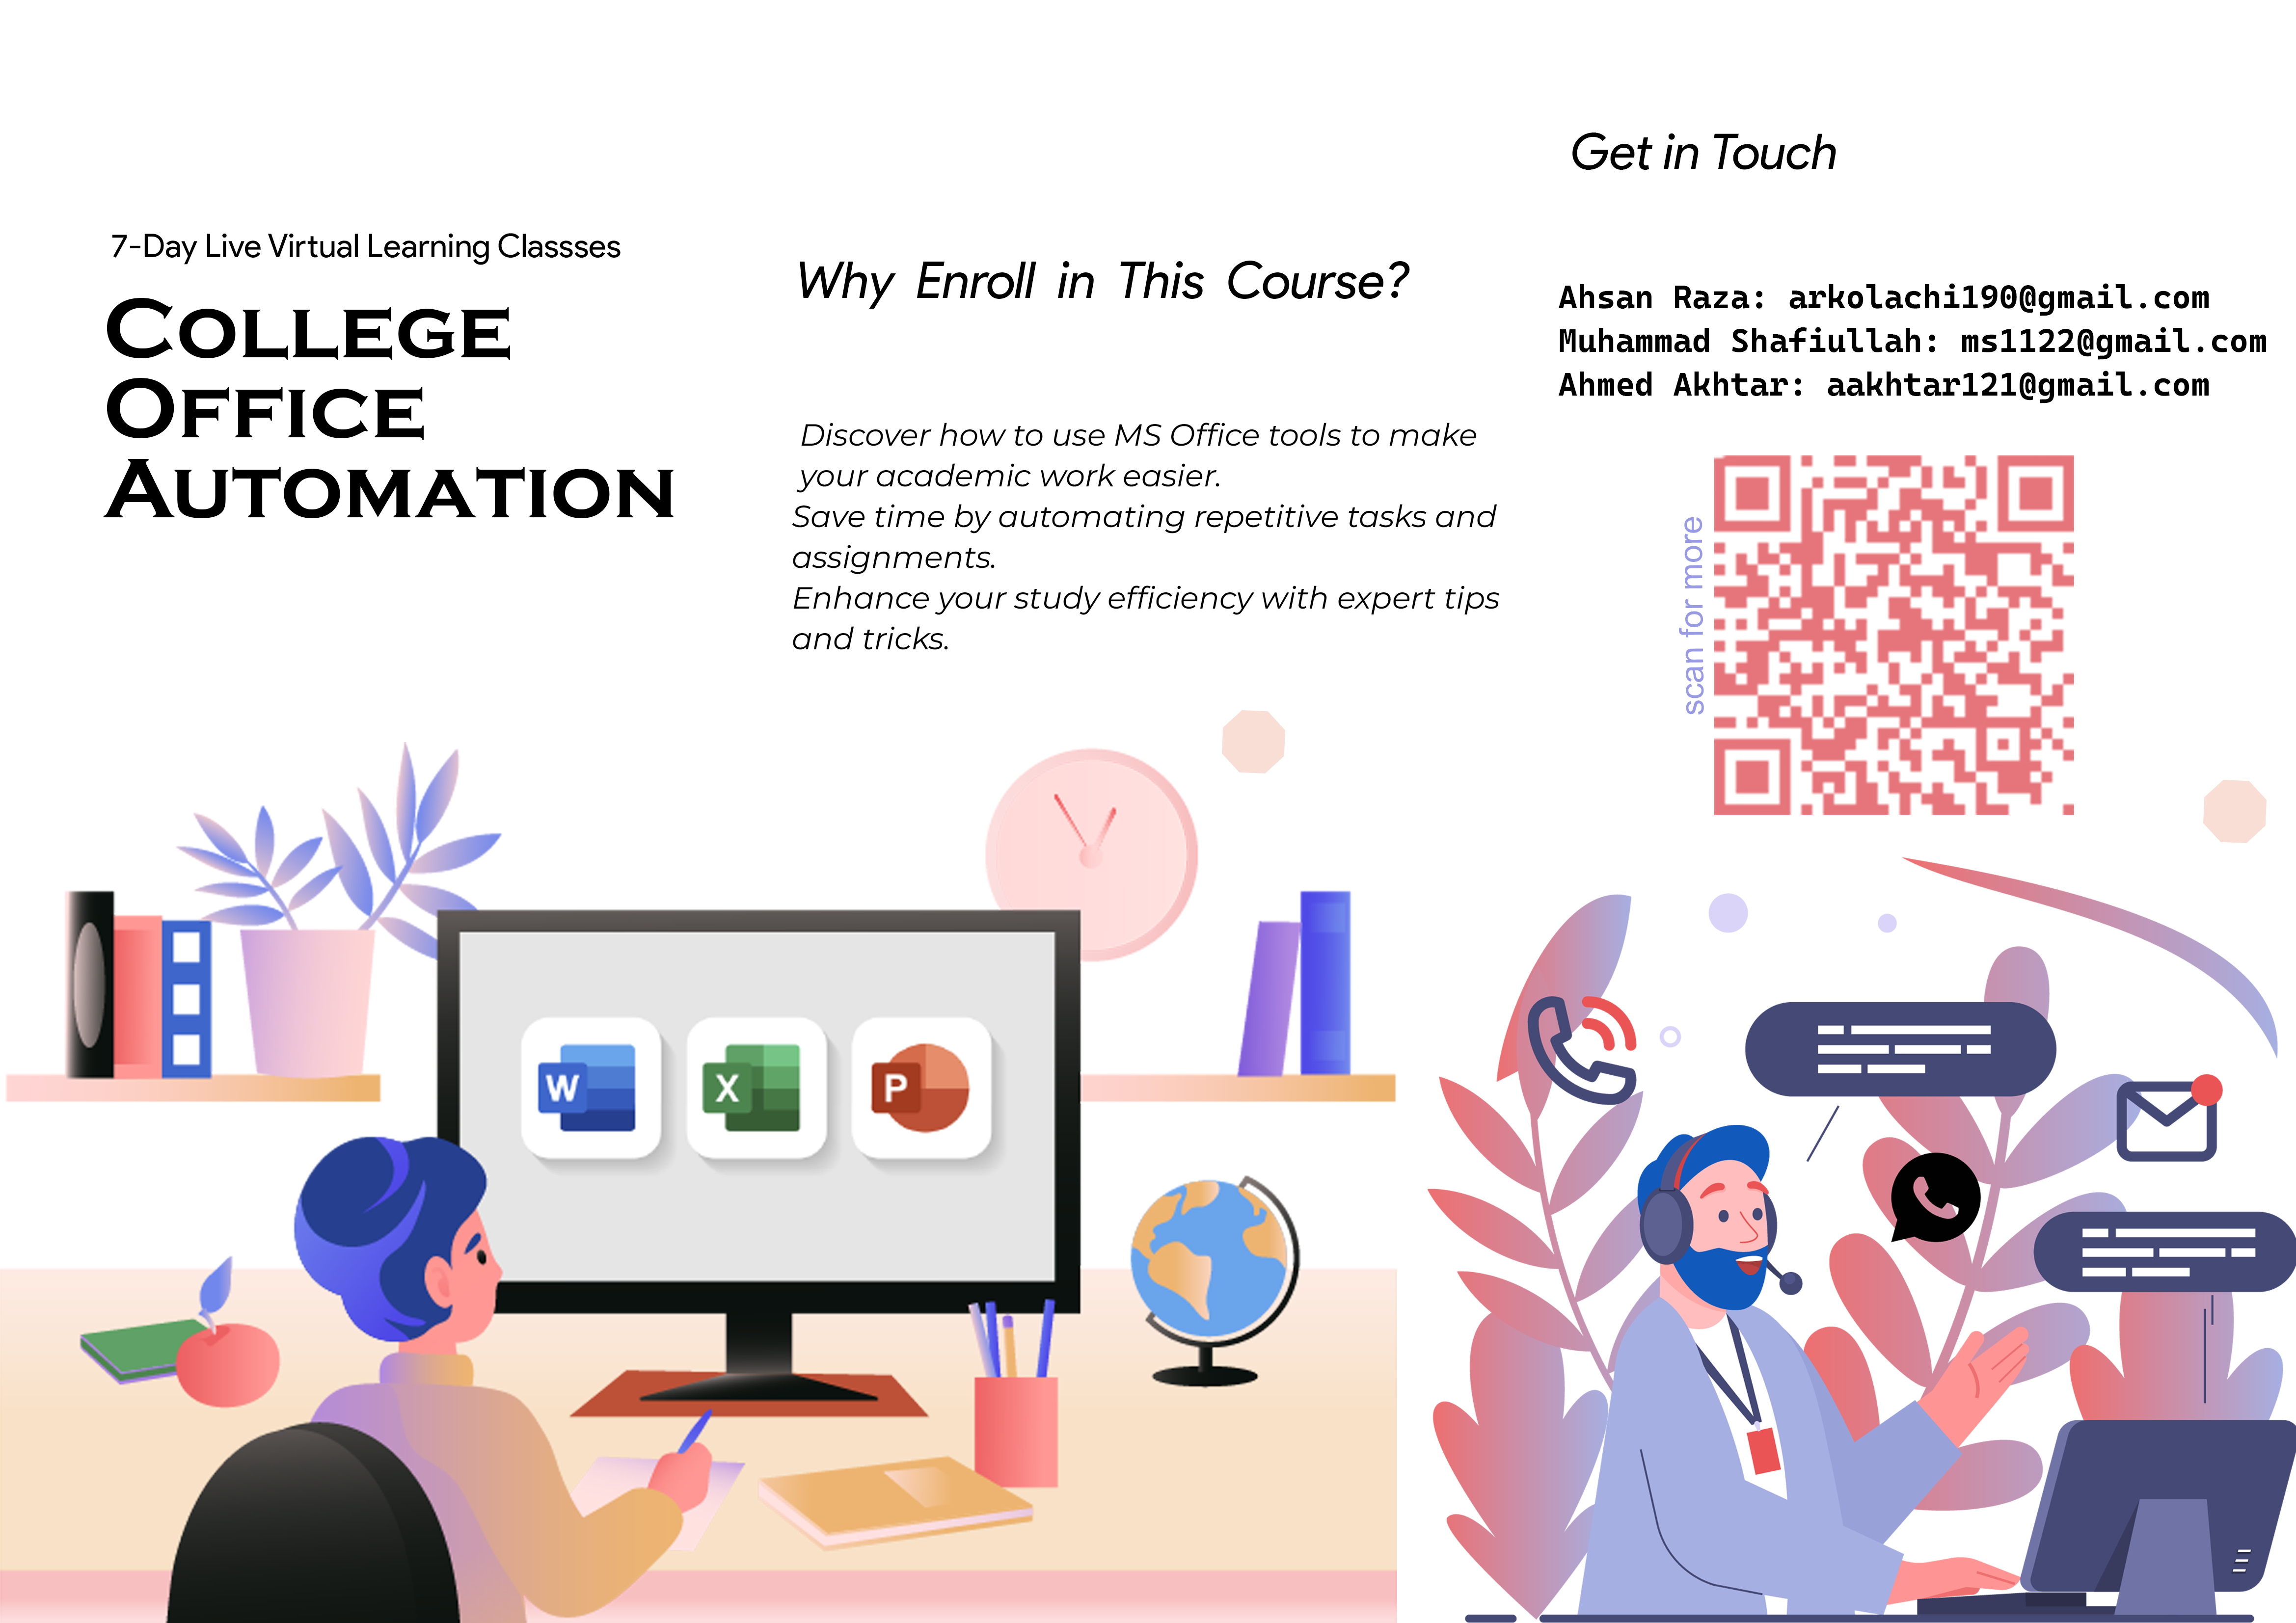 7-Day Live Virtual Learning Classses
COLLEGE
OFFICE
AUTOMATION
Why Enroll in This Course?
Discover how to use MS Office tools to make
your academic work easier.
Save time by automating repetitive tasks and
assignments.
Enhance your study efficiency with expert tips
and tricks.
Get in Touch
Ahsan Raza: arkolachi190@gmail.com
Muhammad Shafiullah: ms1122@gmail.com
Ahmed Akhtar: aakhtar121@gmail.com
scan for more
W
X
P